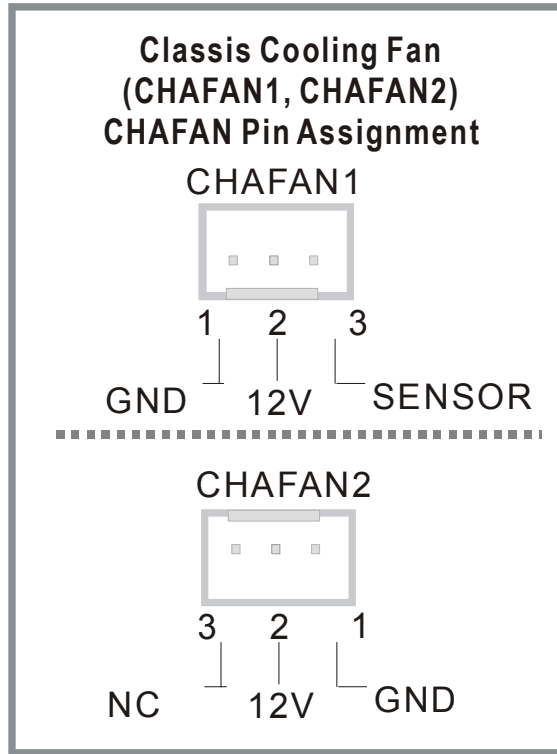 Classis Cooling Fan
(CHAFAN1, CHAFAN2)
CHAFAN Pin Assignment
CHAFAN1
1 2 3
GND 12V SENSOR
CHAFAN2
3 2 1
NC 12V GND